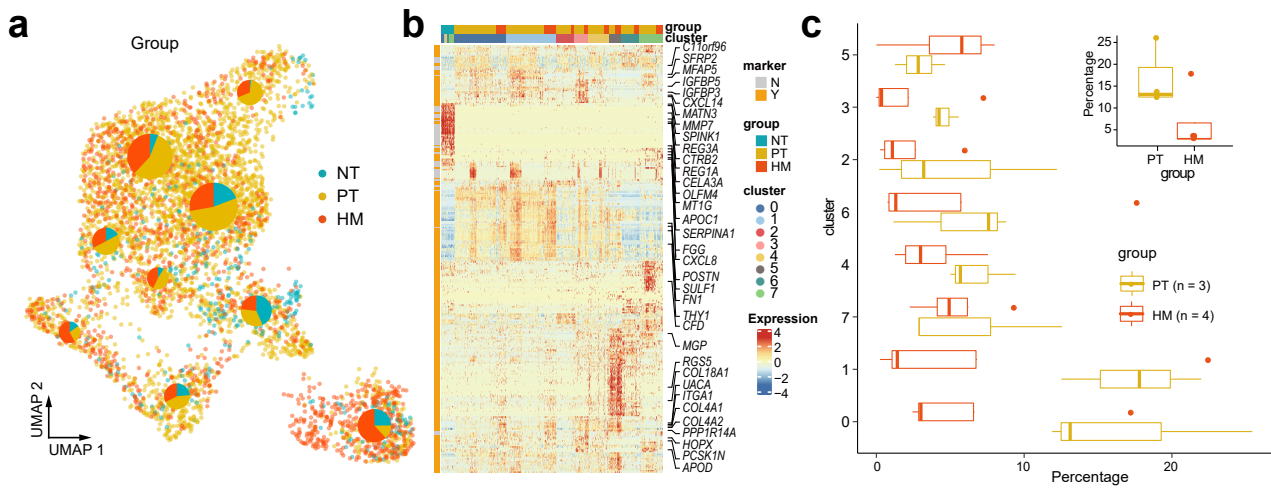 a
Group
NT
PT
HM
UMAP 2
UMAP 1
b
group
cluster
C11orf96
SFRP2
MFAP5
IGFBP5
IGFBP3
CXCL14
MATN3
MMP7
SPINK1
REG3A
CTRB2
REG1A
CELA3A
OLFM4
MT1G
APOC1
SERPINA1
FGG
CXCL8
POSTN
SULF1
FN1
THY1
CFD
MGP
RGS5
COL18A1
UACA
ITGA1
COL4A1
COL4A2
PPP1R14A
HOPX
PCSK1N
APOD
marker
N
Y
group
NT
PT
HM
cluster
0
1
2
3
4
5
6
7
Expression
4
2
0
−2
−4
c
cluster
5
3
2
6
4
7
1
0
0
10
20
Percentage
25
20
15
10
5
Percentage
PT
HM
group
group
PT (n = 3)
HM (n = 4)